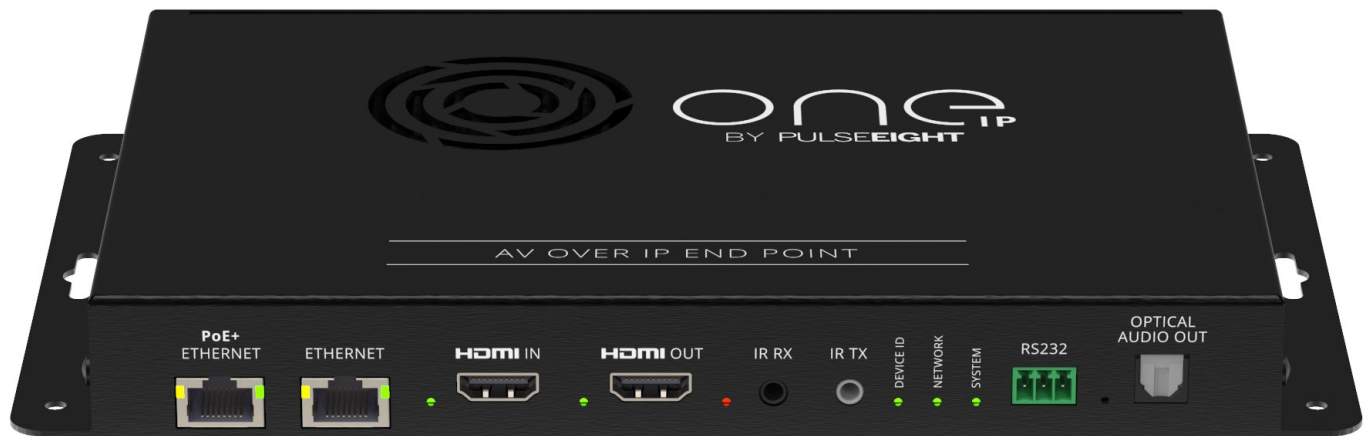 one IP
BY PULSEEIGHT
AV OVER IP END POINT
PoE+
ETHERNET
ETHERNET
HDMI IN
HDMI OUT
IR RX
IR TX
DEVICE ID
NETWORK
SYSTEM
RS232
OPTICAL
AUDIO OUT